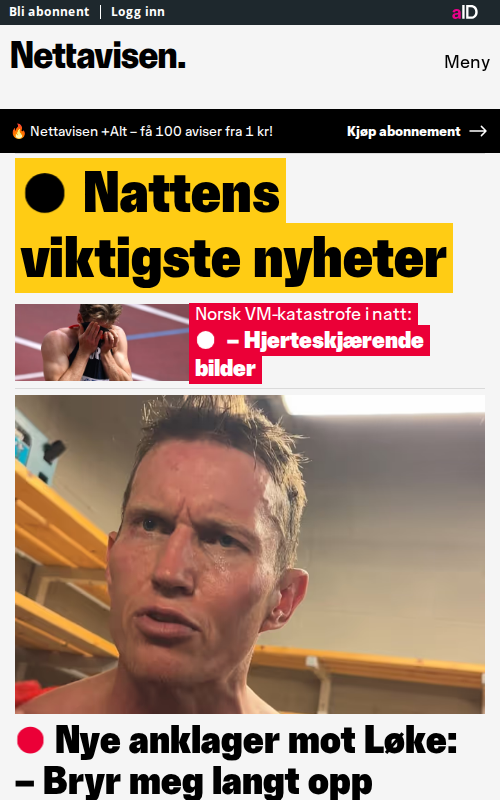 Bli abonnent | Logg inn
aID
Nettavisen.
Meny
🔥 Nettavisen +Alt – få 100 aviser fra 1 kr!
Kjøp abonnement →
● Nattens
viktigste nyheter
Norsk VM-katastrofe i natt:
● – Hjerteskjærende
bilder
● Nye anklager mot Løke:
– Bryr meg langt opp